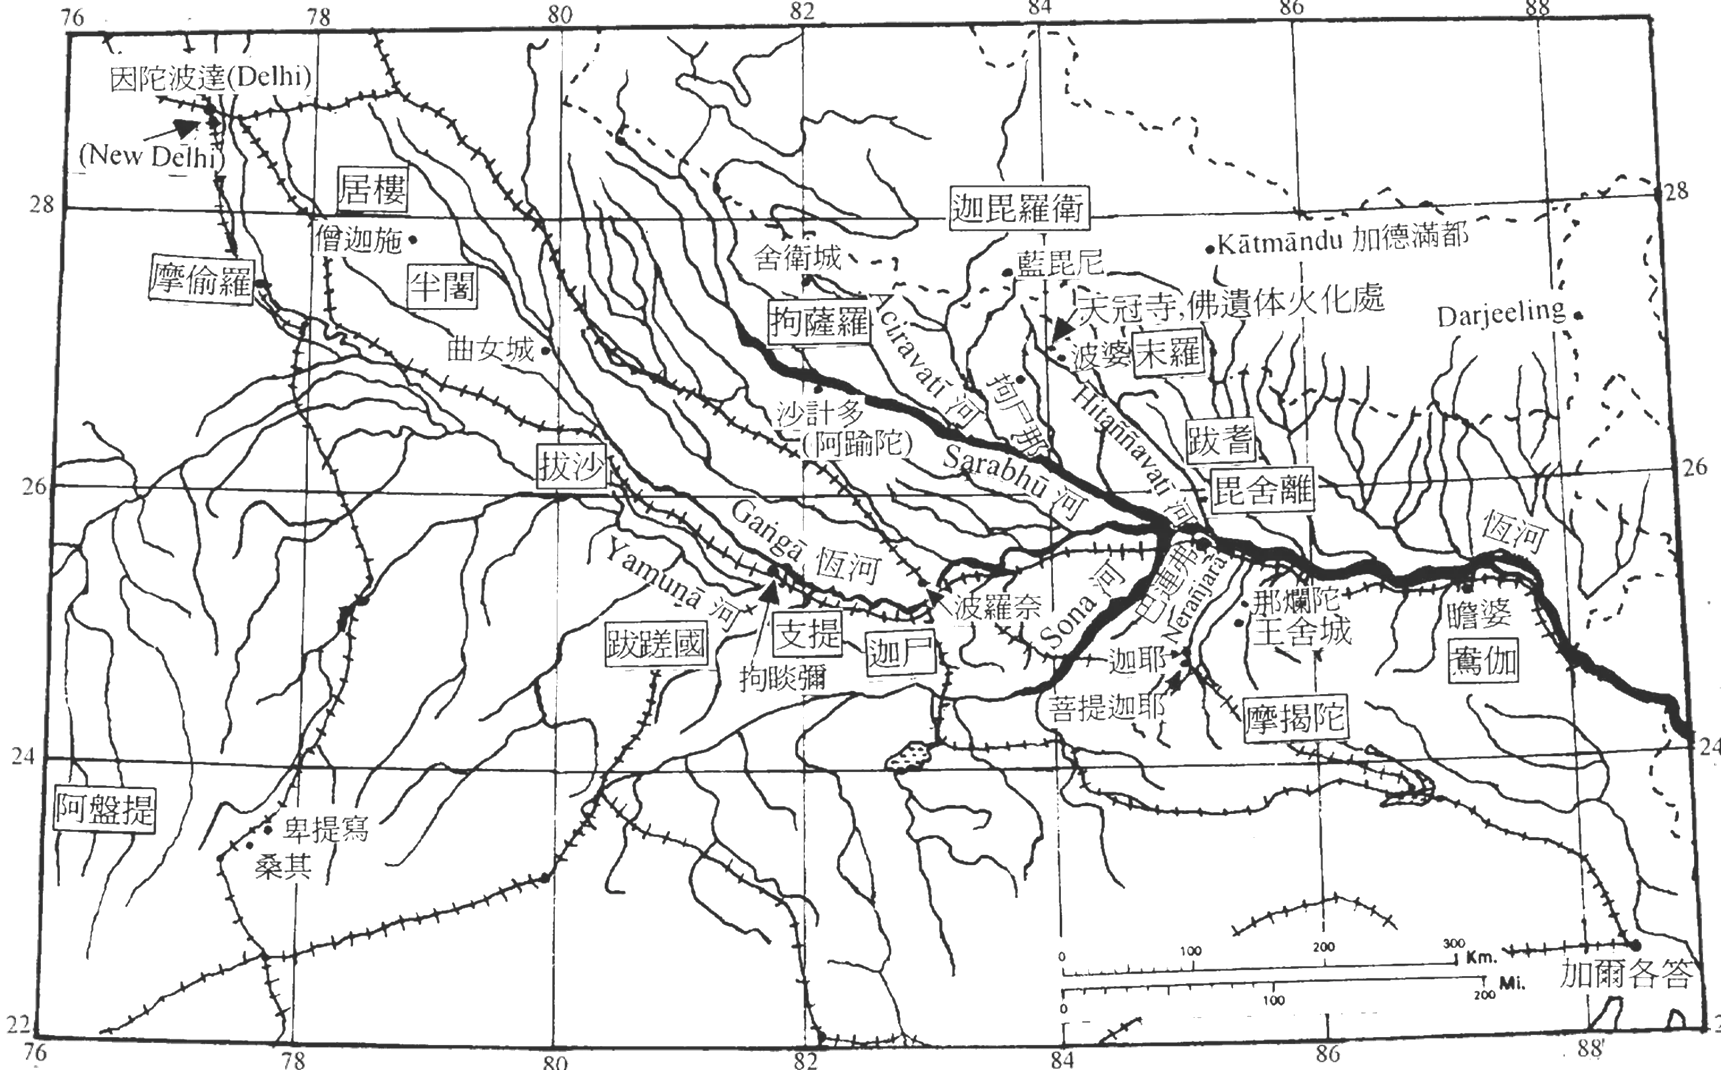 76
78
80
82
84
86
88
因陀波達(Delhi)
(New Delhi)
居樓
28
迦毘羅衛
28
僧迦施
Kātmāndu 加德滿都
摩偷羅
半闍
舍衛城
藍毘尼
天冠寺,佛遺体火化處
拘薩羅
Aciravatī 河
Darjeeling
曲女城
波婆
末羅
拘尸那
沙計多
(阿踰陀)
Hitaññavatī 河
跋耆
拔沙
Sarabhū 河
26
毘舍離
26
Gaṅgā 恆河
恆河
Yamunā 河
巴連弗
Neranjarā
Sona 河
波羅奈
那爛陀
王舍城
瞻婆
跋蹉國
支提
迦尸
迦耶
鴦伽
拘睒彌
菩提迦耶
摩揭陀
24
24
阿盤提
卑提寫
桑其
0
100
200
300
Km.
0
100
200
Mi.
加爾各答
22
76
78
80
82
84
86
88